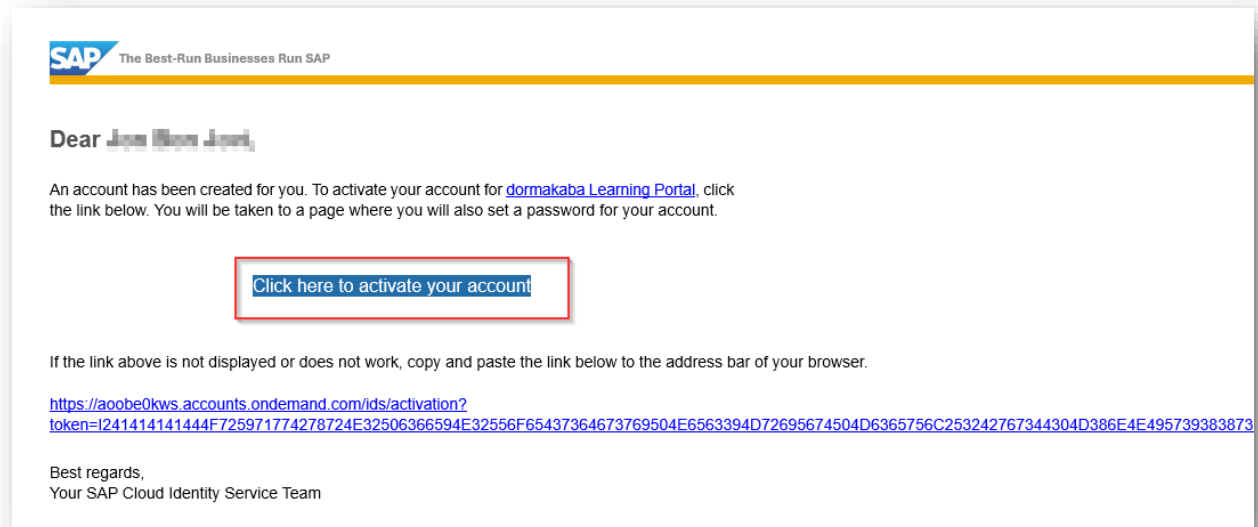 SAP The Best-Run Businesses Run SAP
Dear
An account has been created for you. To activate your account for dormakaba Learning Portal, click
the link below. You will be taken to a page where you will also set a password for your account.
Click here to activate your account
If the link above is not displayed or does not work, copy and paste the link below to the address bar of your browser.
https://aoobe0kws.accounts.ondemand.com/ids/activation?
token=I241414141444F725971774278724E32506366594E32556F65437364673769504E6563394D72695674504D6365756C253242767344304D386E4E495739383873
Best regards,
Your SAP Cloud Identity Service Team